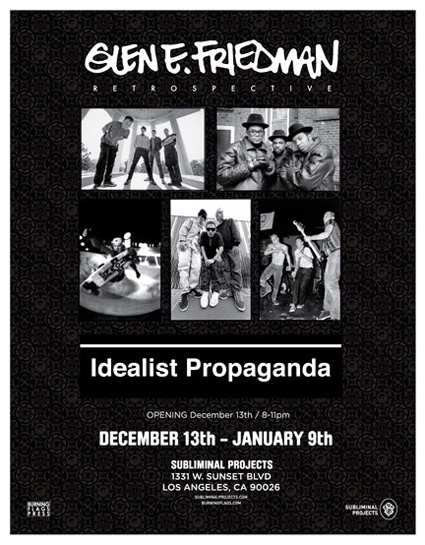 GLEN E. FRIEDMAN
RETROSPECTIVE
Idealist Propaganda
OPENING December 13th / 8-11pm
DECEMBER 13th - JANUARY 9th
SUBLIMINAL PROJECTS
1331 W. SUNSET BLVD
LOS ANGELES, CA 90026
SUBLIMINALPROJECTS.COM
BURNINGFLAGS.COM
BURNING
FLAGS
PRESS
SUBLIMINAL
PROJECTS